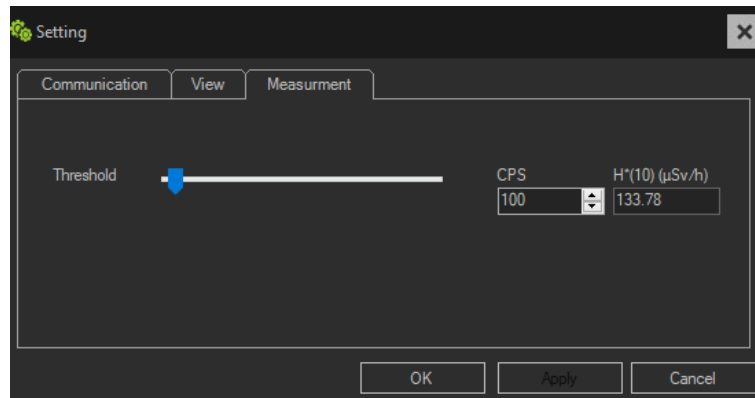 Setting
Communication View Measurment
Threshold CPS H*(10) (µSv/h)
100 133.78
OK Apply Cancel